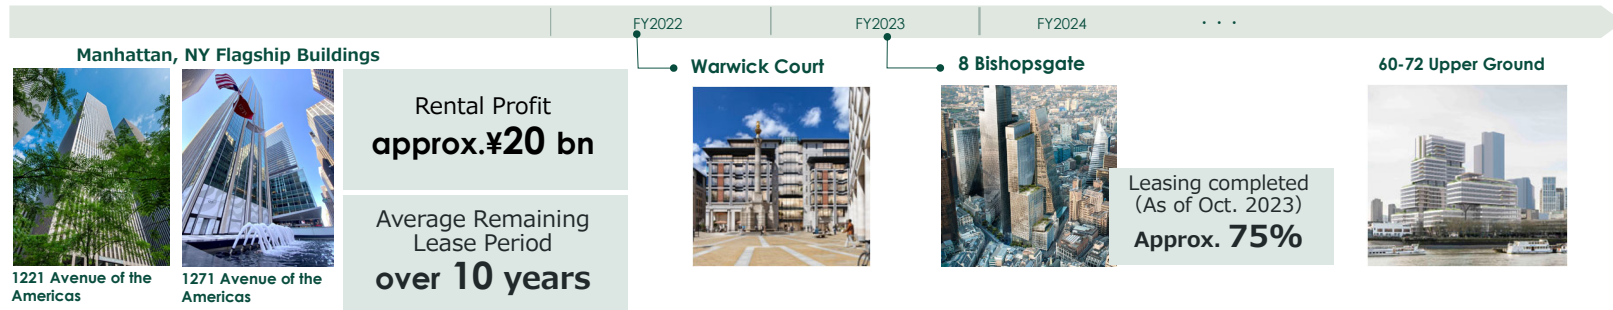 FY2022
FY2023
FY2024
· · ·
Manhattan, NY Flagship Buildings
1221 Avenue of the
Americas
1271 Avenue of the
Americas
Rental Profit
approx.¥20 bn
Average Remaining
Lease Period
over 10 years
Warwick Court
8 Bishopsgate
Leasing completed
(As of Oct. 2023)
Approx. 75%
60-72 Upper Ground